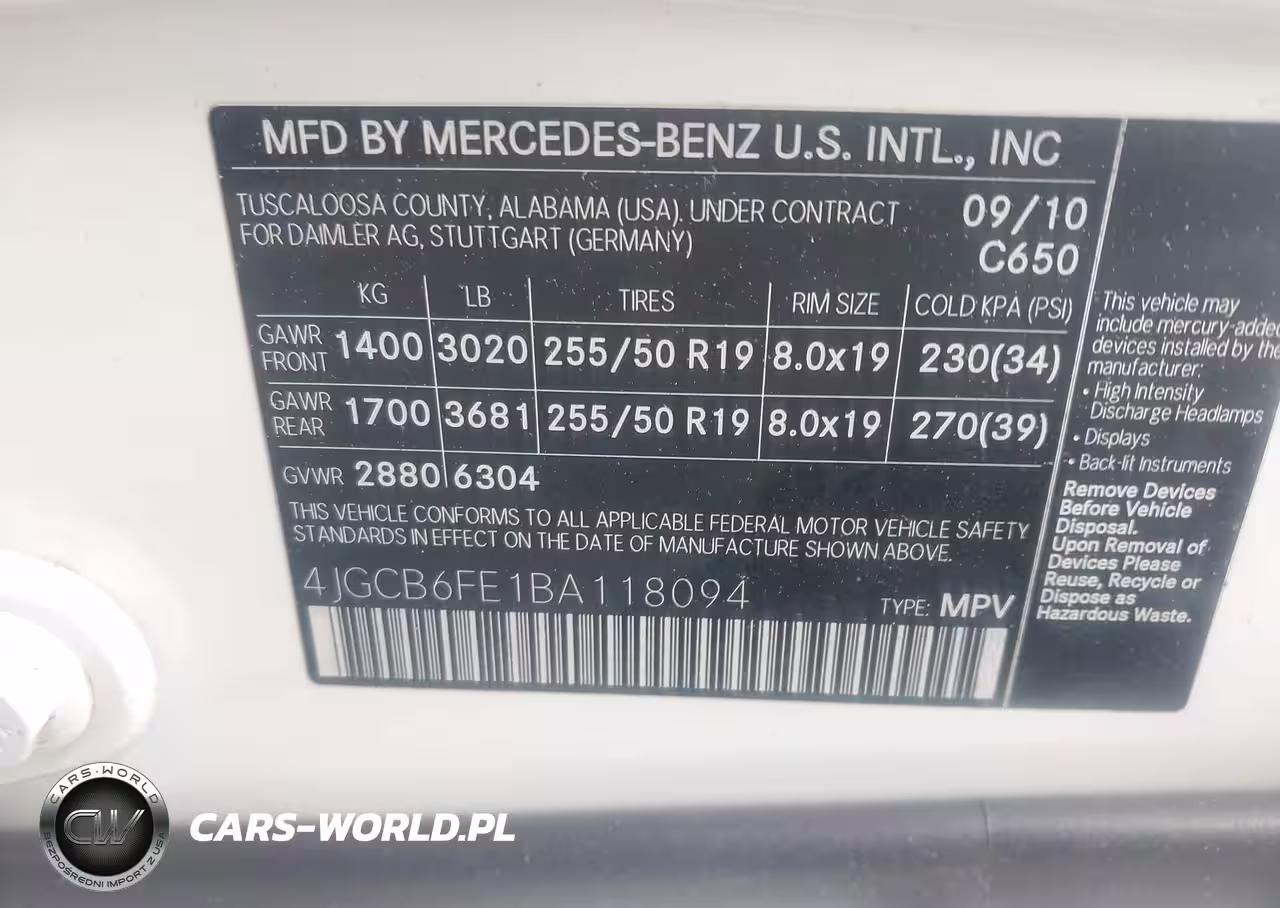 MFD BY MERCEDES-BENZ U.S. INTL., INC
TUSCALOOSA COUNTY, ALABAMA (USA). UNDER CONTRACT
FOR DAIMLER AG, STUTTGART (GERMANY)
09/10
C650
KG LB TIRES RIM SIZE COLD KPA (PSI)
GAWR FRONT 1400 3020 255/50 R19 8.0x19 230(34)
GAWR REAR 1700 3681 255/50 R19 8.0x19 270(39)
GVWR 2880 6304
THIS VEHICLE CONFORMS TO ALL APPLICABLE FEDERAL MOTOR VEHICLE SAFETY
STANDARDS IN EFFECT ON THE DATE OF MANUFACTURE SHOWN ABOVE.
4JGCB6FE1BA118094
TYPE: MPV
This vehicle may
include mercury-added
devices installed by the
manufacturer:
• High Intensity
Discharge Headlamps
• Displays
• Back-lit Instruments
Remove Devices
Before Vehicle
Disposal.
Upon Removal of
Devices Please
Reuse, Recycle or
Dispose as
Hazardous Waste.
CARS-WORLD
CW
BEZPOŚREDNI IMPORT Z USA
CARS-WORLD.PL